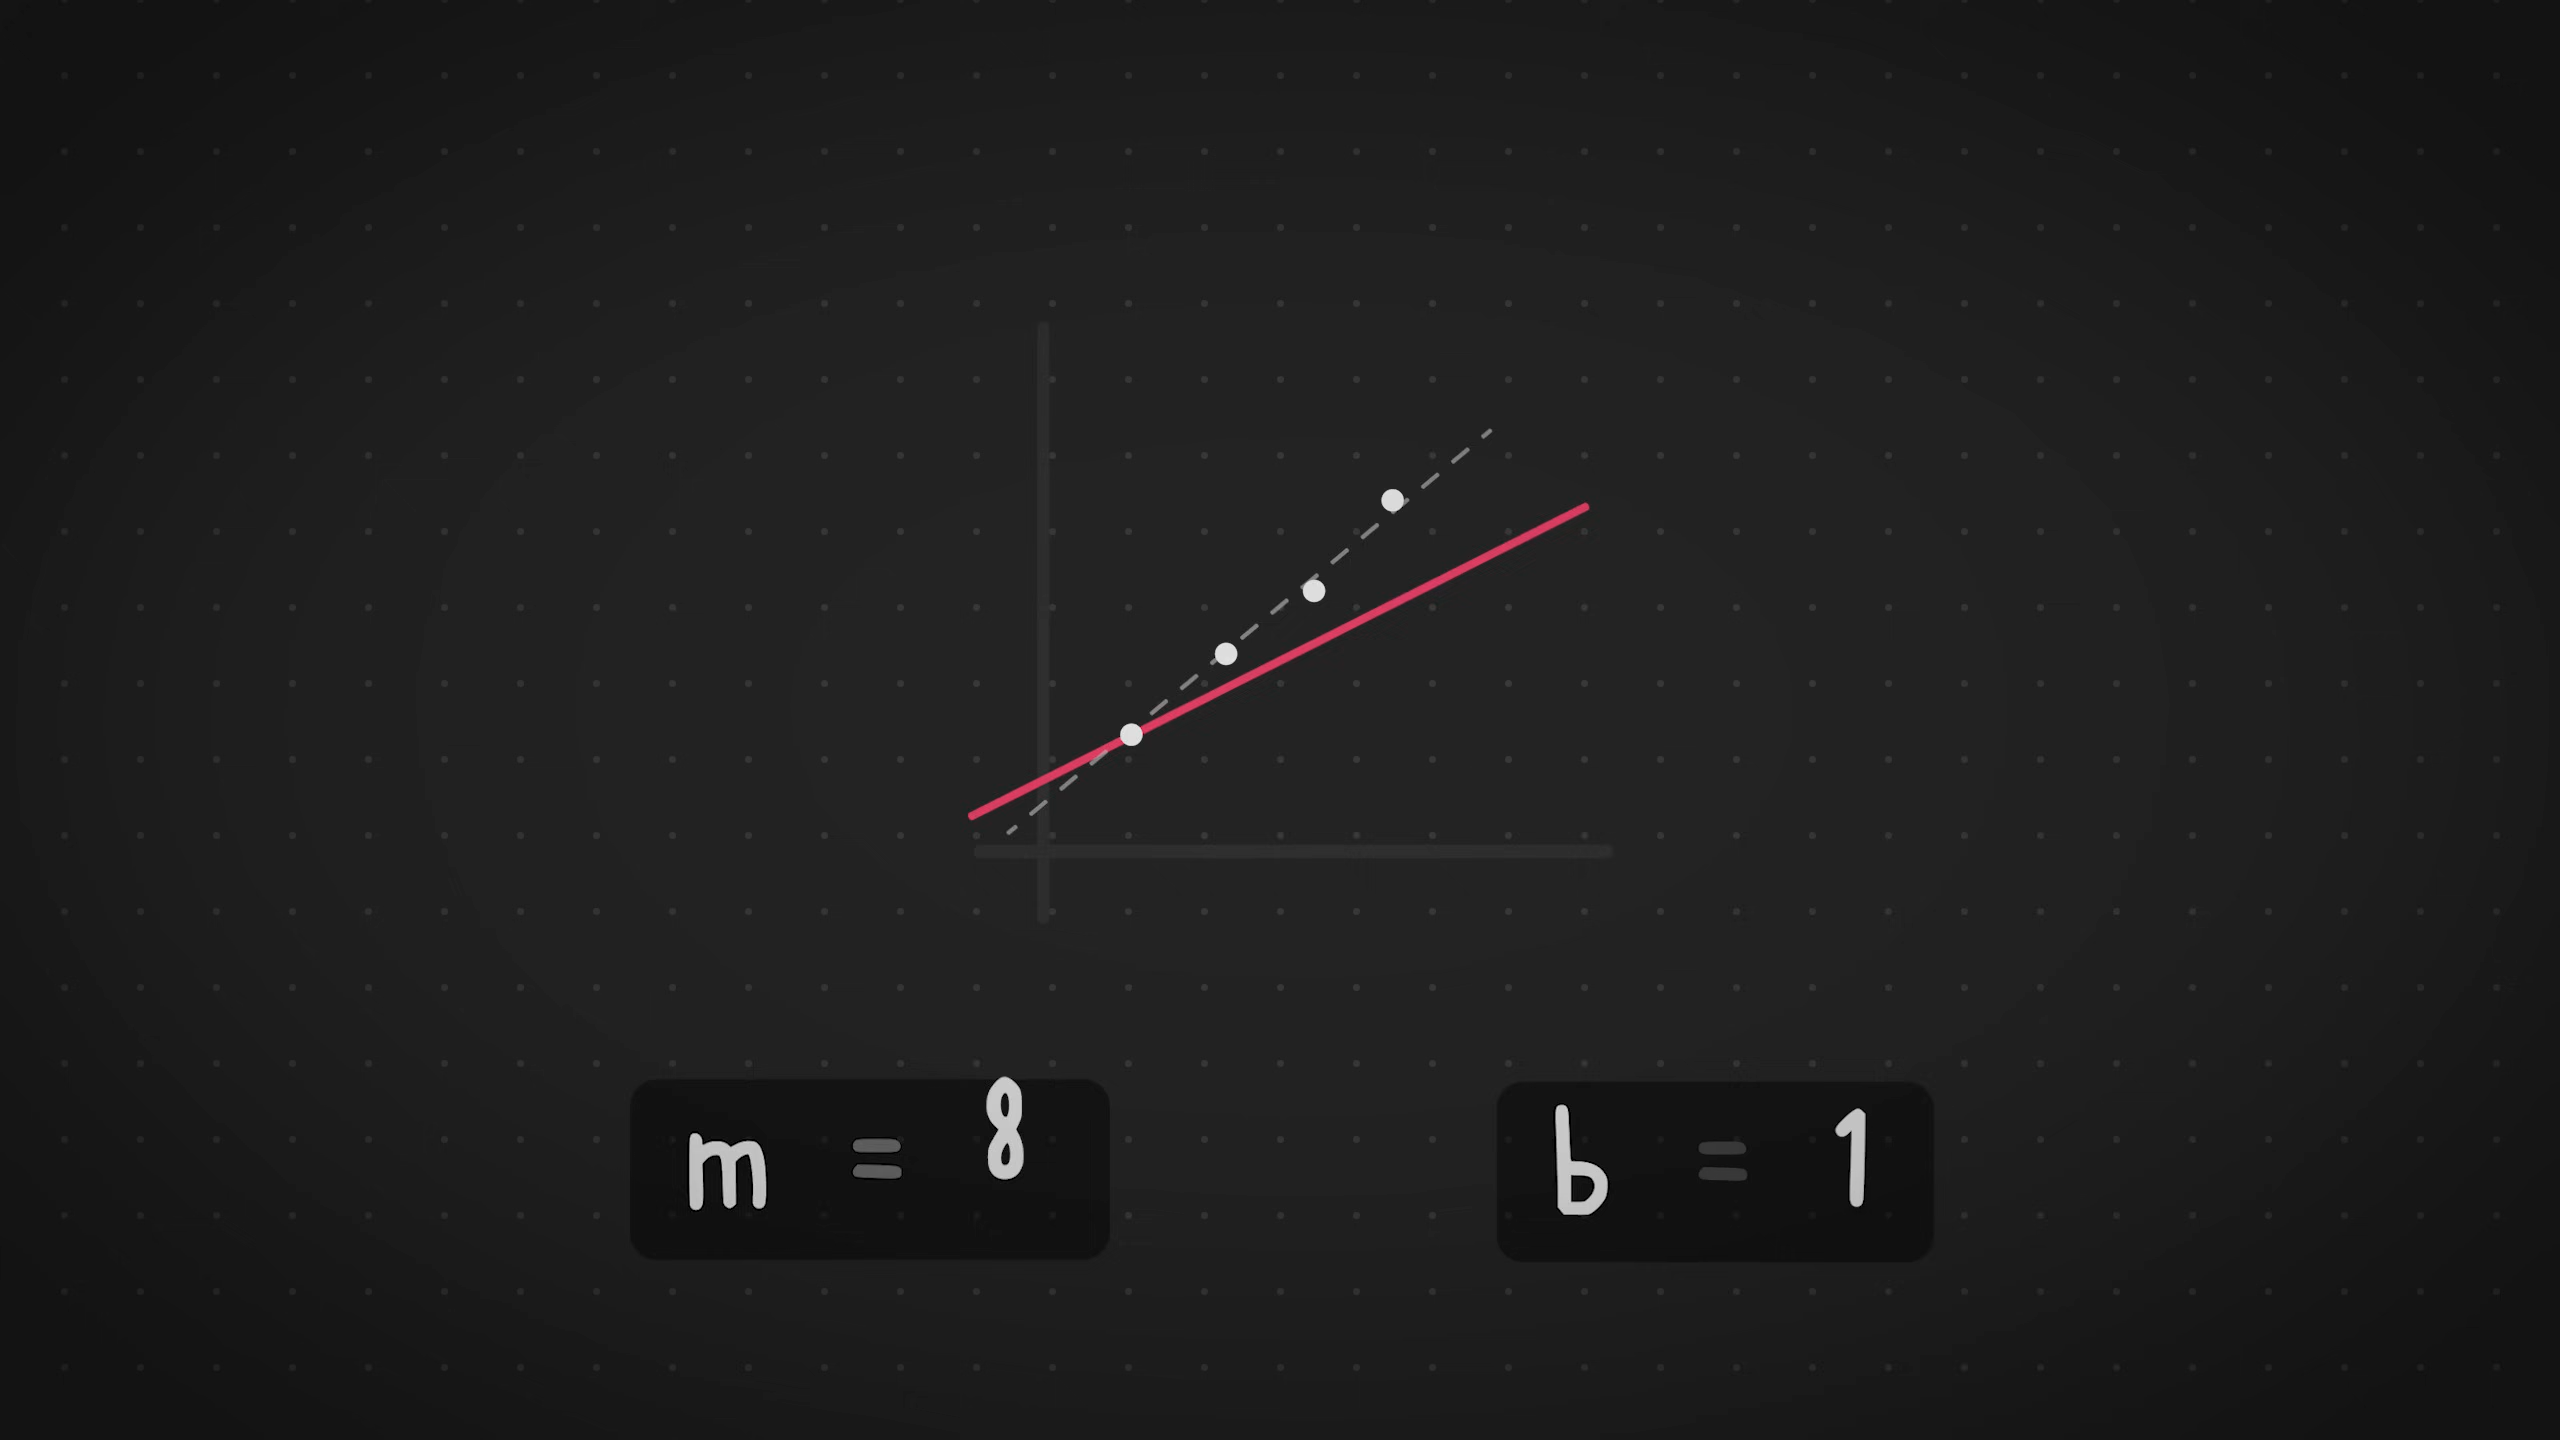 m = 8
b = 1